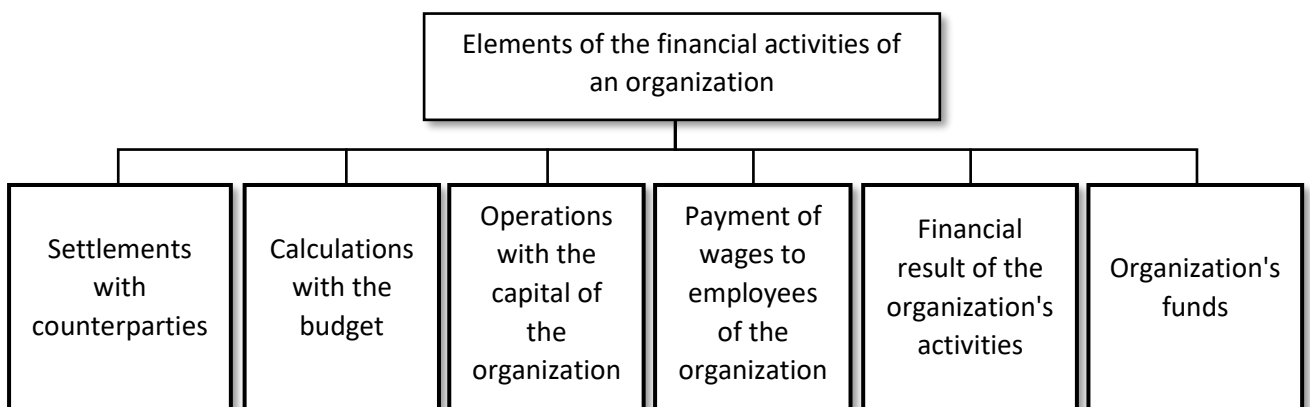 Elements of the financial activities of
an organization
Settlements
with
counterparties
Calculations
with the
budget
Operations
with the
capital of
the
organization
Payment of
wages to
employees
of the
organization
Financial
result of the
organization's
activities
Organization's
funds